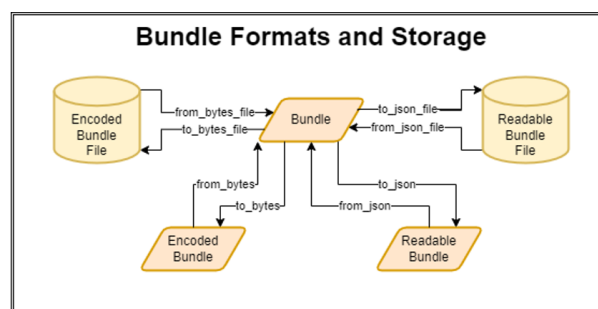 Bundle Formats and Storage
Encoded
Bundle
File
from_bytes_file
to_bytes_file
Bundle
to_json_file
from_json_file
Readable
Bundle
File
from_bytes
to_bytes
to_json
from_json
Encoded
Bundle
Readable
Bundle